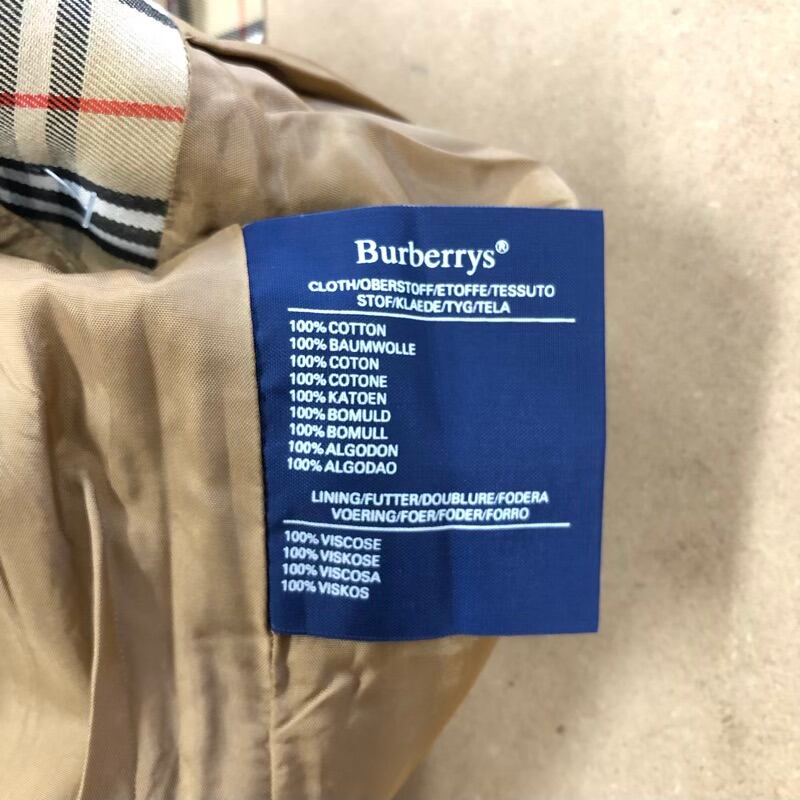 Burberrys®
CLOTH/OBERSTOFF/ETOFFE/TESSUTO
STOF/KLAEDE/TYG/TELA
100% COTTON
100% BAUMWOLLE
100% COTON
100% COTONE
100% KATOEN
100% BOMULD
100% BOMULL
100% ALGODON
100% ALGODAO
LINING/FUTTER/DOUBLURE/FODERA
VOERING/FOER/FODER/FORRO
100% VISCOSE
100% VISKOSE
100% VISCOSA
100% VISKOS